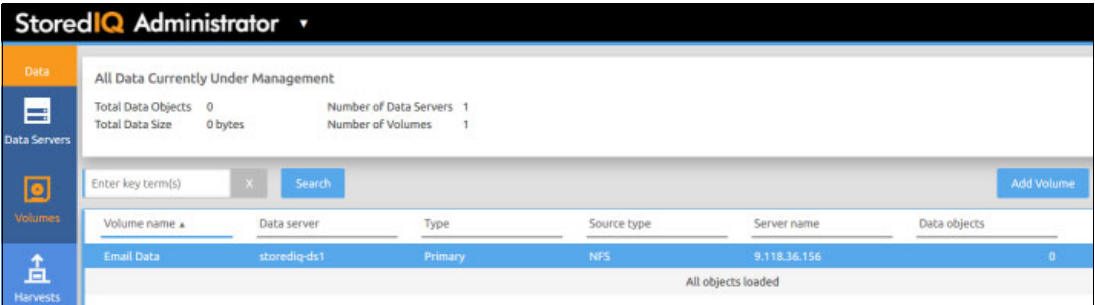 StoredIQ Administrator ▼
Data
Data Servers
Volumes
Harvests
All Data Currently Under Management
Total Data Objects 0 Number of Data Servers 1
Total Data Size 0 bytes Number of Volumes 1
Enter key term(s) X Search Add Volume
Volume name ▲ Data server Type Source type Server name Data objects
Email Data storediq-ds1 Primary NFS 9.118.36.156 0
All objects loaded